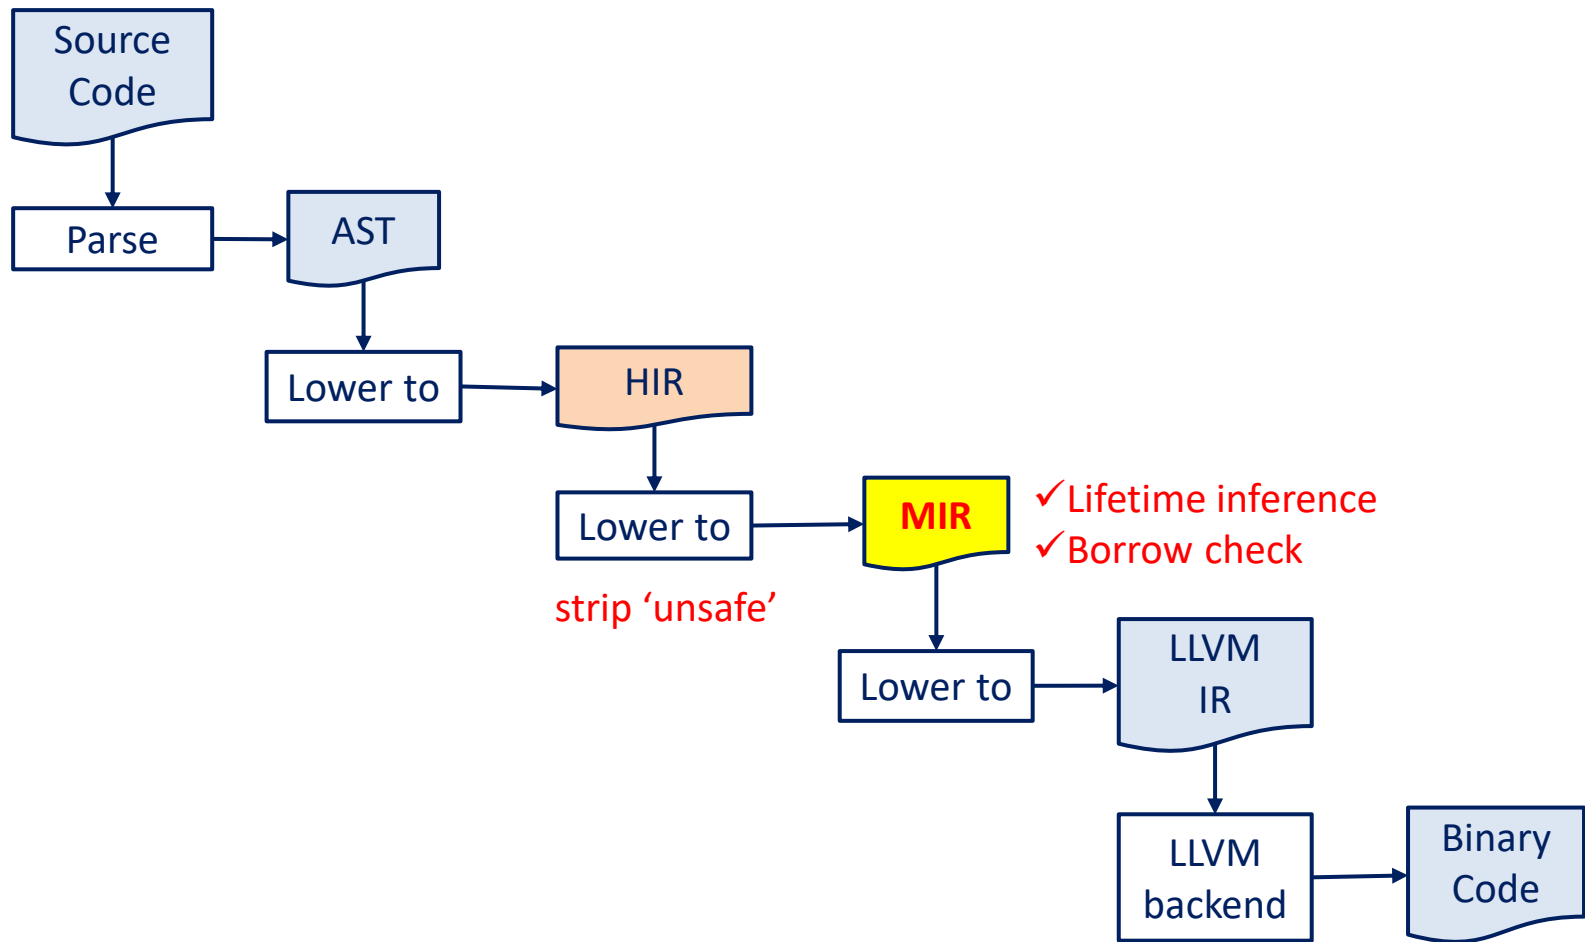 Source
Code
Parse
AST
Lower to
HIR
Lower to
strip ‘unsafe’
MIR
✓Lifetime inference
✓Borrow check
Lower to
LLVM
IR
LLVM
backend
Binary
Code